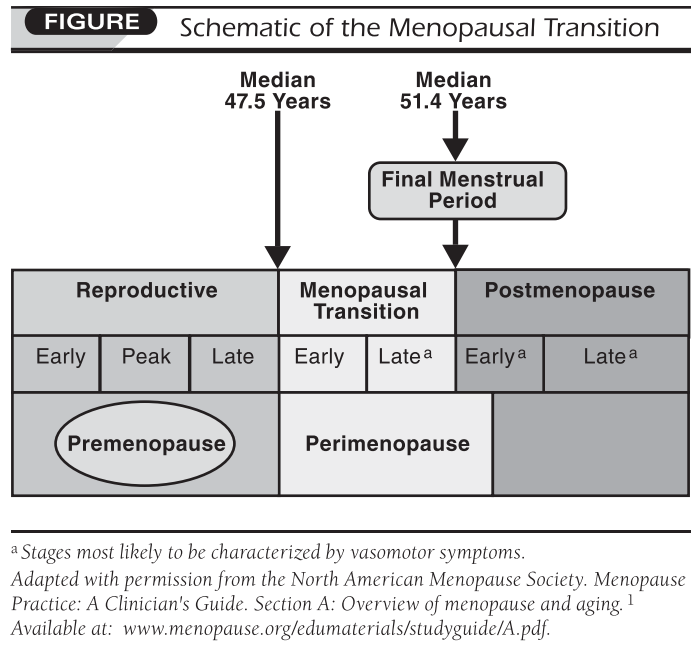 FIGURE Schematic of the Menopausal Transition
Median
47.5 Years
Median
51.4 Years
Final Menstrual
Period
Reproductive
Menopausal
Transition
Postmenopause
Early Peak Late Early Lateᵃ Earlyᵃ Lateᵃ
Premenopause Perimenopause
ᵃ Stages most likely to be characterized by vasomotor symptoms.
Adapted with permission from the North American Menopause Society. Menopause
Practice: A Clinician's Guide. Section A: Overview of menopause and aging.¹
Available at: www.menopause.org/edumaterials/studyguide/A.pdf.